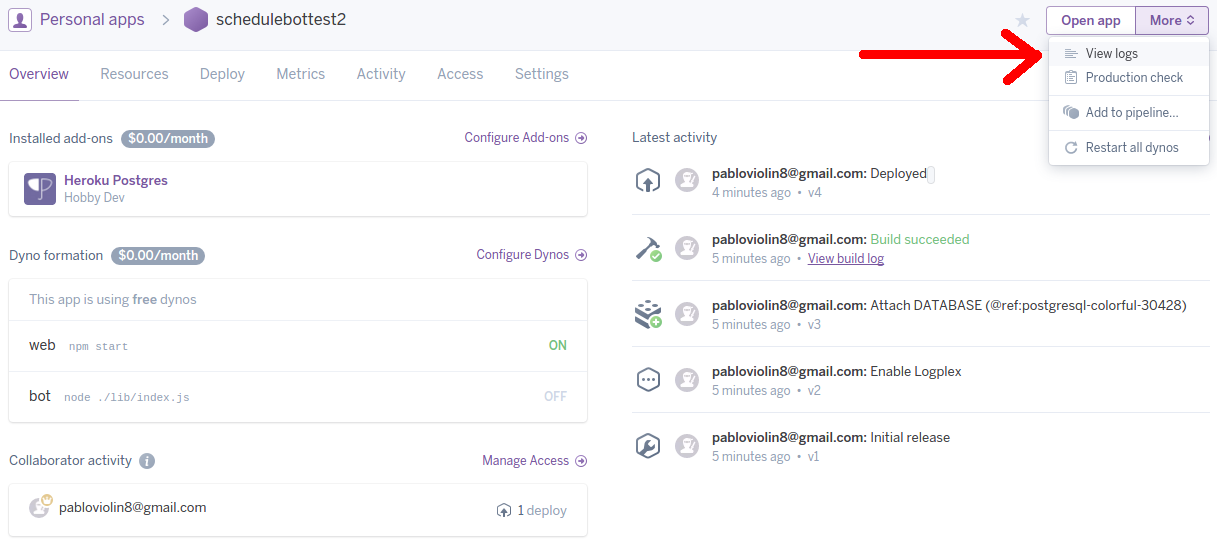 Personal apps > schedulebottest2
Open app More
View logs
Production check
Add to pipeline...
Restart all dynos
Overview Resources Deploy Metrics Activity Access Settings
Installed add-ons $0.00/month Configure Add-ons
Heroku Postgres
Hobby Dev
Dyno formation $0.00/month Configure Dynos
This app is using free dynos
web npm start ON
bot node ./lib/index.js OFF
Collaborator activity i Manage Access
pabloviolin8@gmail.com 1 deploy
Latest activity
pabloviolin8@gmail.com: Deployed
4 minutes ago • v4
pabloviolin8@gmail.com: Build succeeded
5 minutes ago • View build log
pabloviolin8@gmail.com: Attach DATABASE (@ref:postgresql-colorful-30428)
5 minutes ago • v3
pabloviolin8@gmail.com: Enable Logplex
5 minutes ago • v2
pabloviolin8@gmail.com: Initial release
5 minutes ago • v1